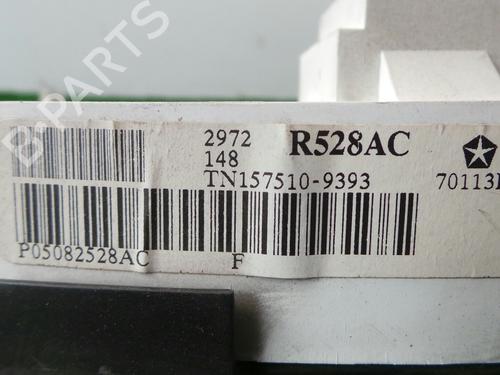 B-PARTS
2972 R528AC
148
TN157510-9393 70113
P05082528AC F